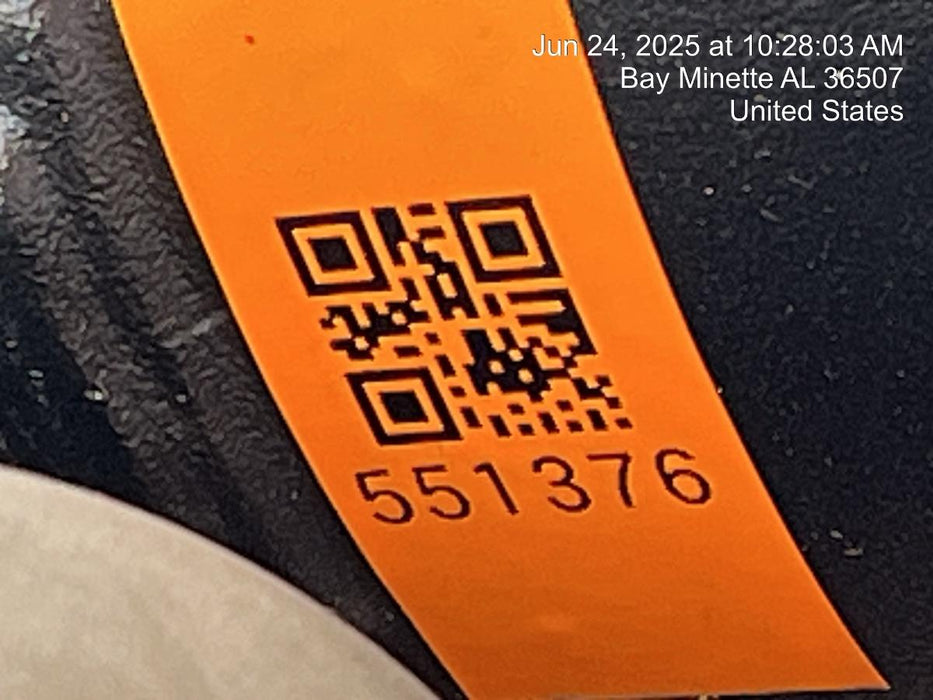 Jun 24, 2025 at 10:28:03 AM
Bay Minette AL 36507
United States
551376